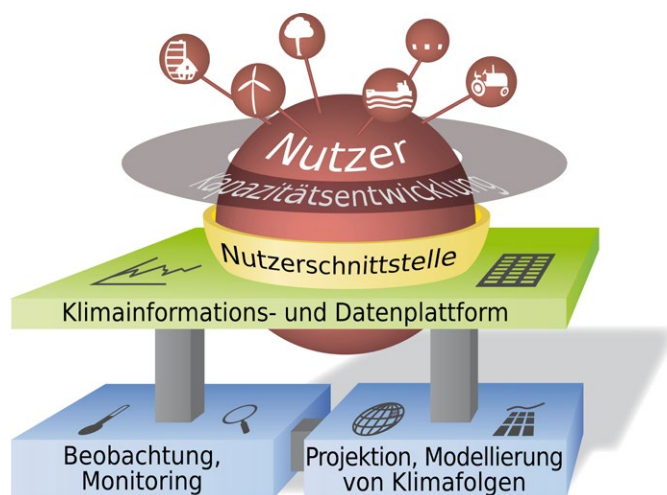 Nutzer
Kapazitätsentwicklung
Nutzerschnittstelle
Klimainformations- und Datenplattform
Beobachtung,
Monitoring
Projektion, Modellierung
von Klimafolgen